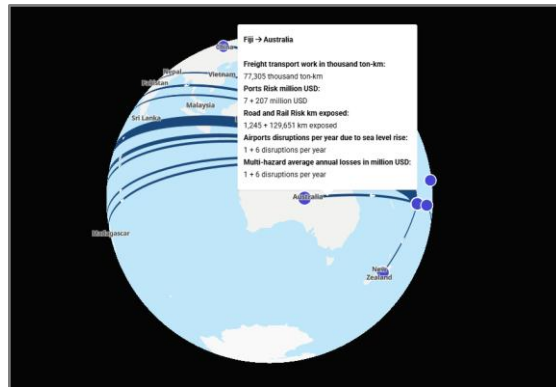 Fiji → Australia
Freight transport work in thousand ton-km:
77,305 thousand ton-km
Ports Risk million USD:
7 + 207 million USD
Road and Rail Risk km exposed:
1,245 + 129,651 km exposed
Airports disruptions per year due to sea level rise:
1 + 6 disruptions per year
Multi-hazard average annual losses in million USD:
1 + 6 disruptions per year
China
Nepal
Vietnam
Pakistan
Malaysia
Sri Lanka
Australia
Madagascar
New
Zealand